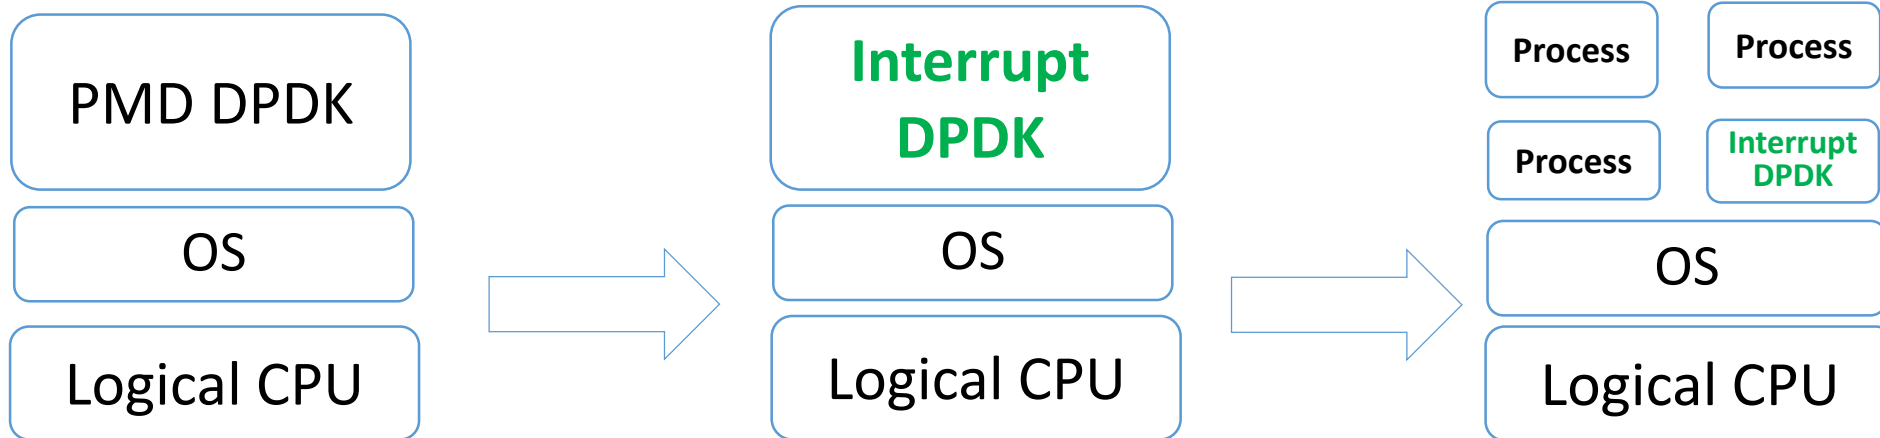 PMD DPDK
OS
Logical CPU
Interrupt
DPDK
OS
Logical CPU
Process
Process
Process
Interrupt
DPDK
OS
Logical CPU